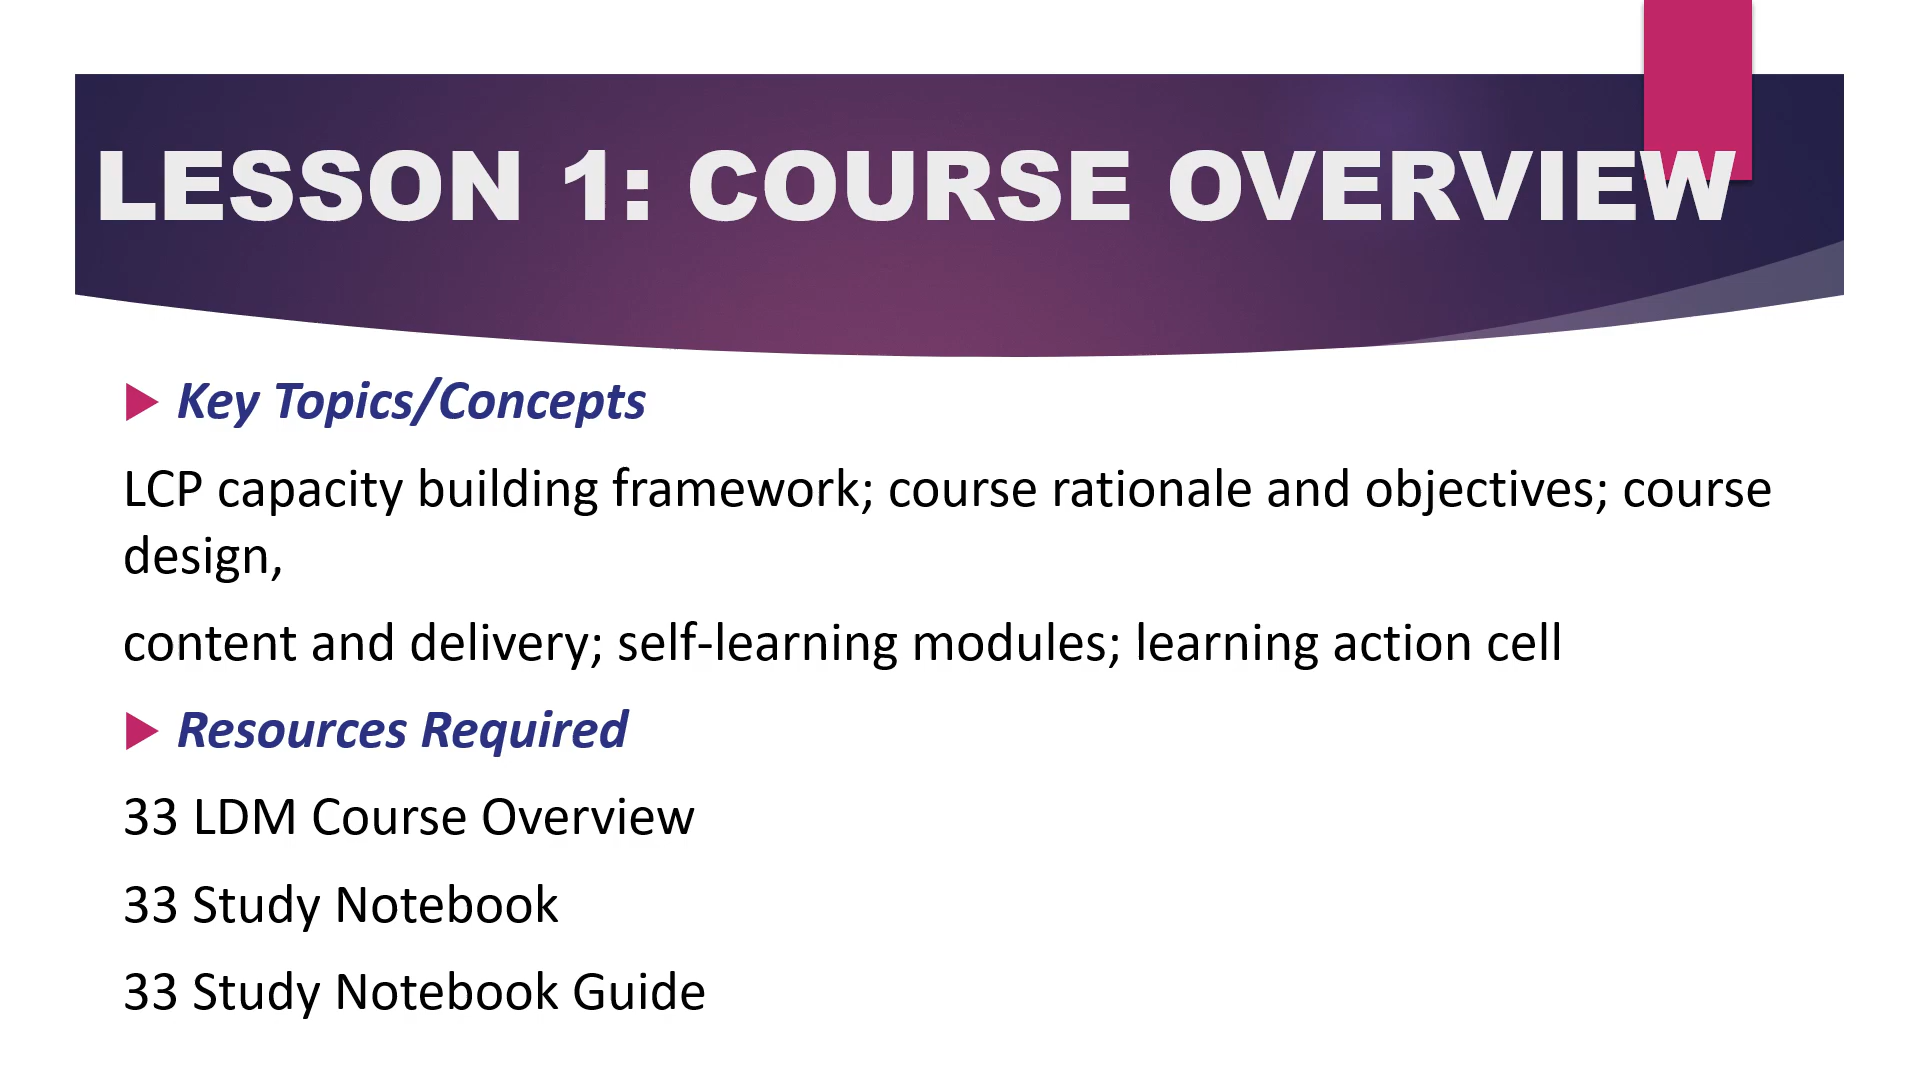 LESSON 1: COURSE OVERVIEW
Key Topics/Concepts
LCP capacity building framework; course rationale and objectives; course
design,
content and delivery; self-learning modules; learning action cell
Resources Required
33 LDM Course Overview
33 Study Notebook
33 Study Notebook Guide